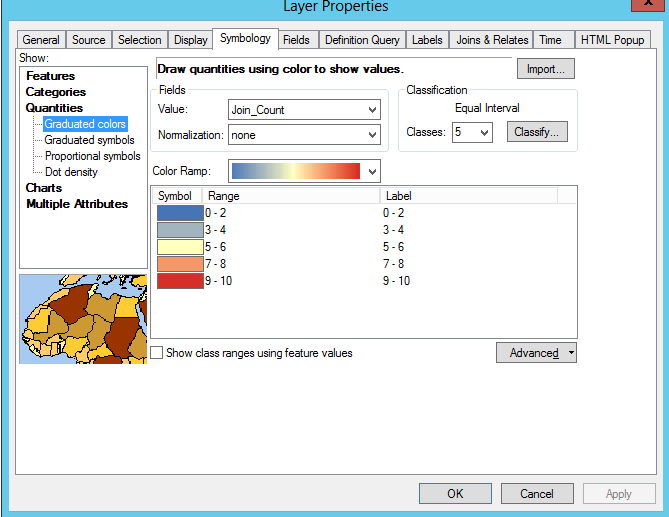 Layer Properties
x
General Source Selection Display Symbology Fields Definition Query Labels Joins & Relates Time HTML Popup
Show:
Features
Categories
Quantities
Graduated colors
Graduated symbols
Proportional symbols
Dot density
Charts
Multiple Attributes
Draw quantities using color to show values.
Import...
Fields
Value: Join_Count
Normalization: none
Classification
Equal Interval
Classes: 5 Classify...
Color Ramp:
Symbol Range Label
0 - 2 0 - 2
3 - 4 3 - 4
5 - 6 5 - 6
7 - 8 7 - 8
9 - 10 9 - 10
Show class ranges using feature values
Advanced
OK Cancel Apply